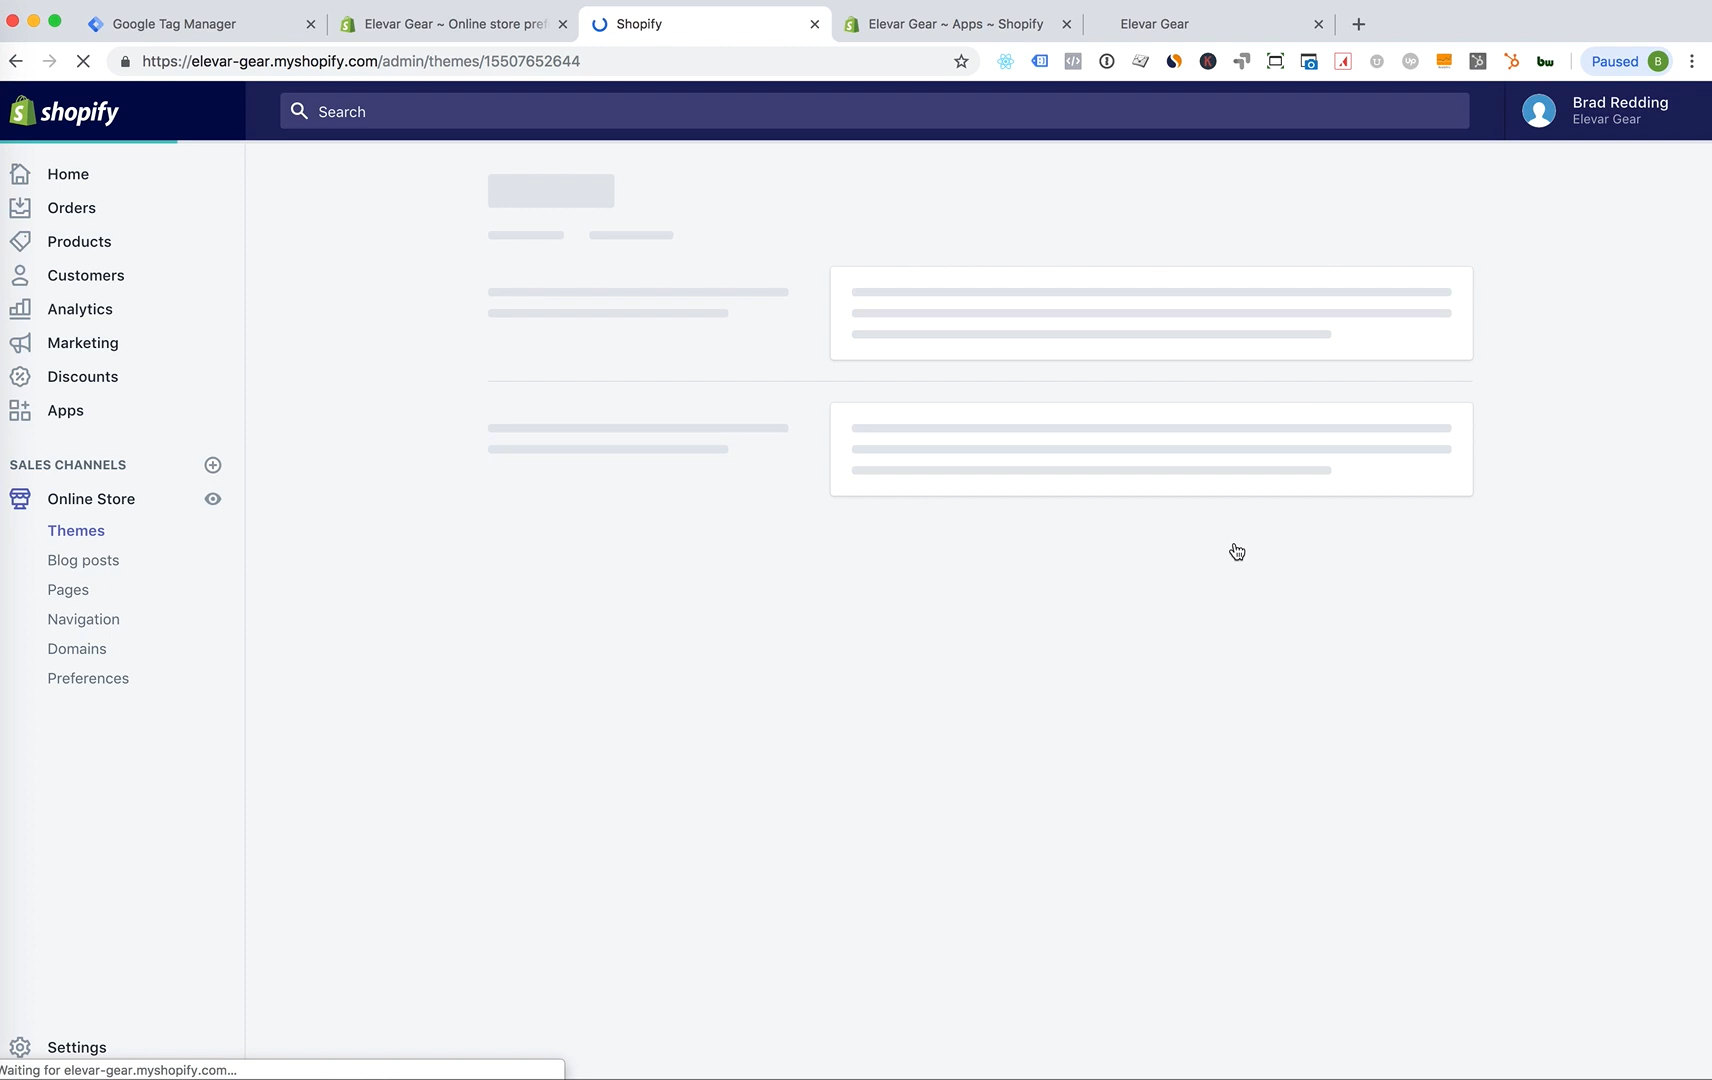 Google Tag Manager
Elevar Gear ~ Online store pref
Shopify
Elevar Gear ~ Apps ~ Shopify
Elevar Gear
https://elevar-gear.myshopify.com/admin/themes/15507652644
Paused
B
shopify
Search
Brad Redding
Elevar Gear
Home
Orders
Products
Customers
Analytics
Marketing
Discounts
Apps
SALES CHANNELS
Online Store
Themes
Blog posts
Pages
Navigation
Domains
Preferences
Settings
Waiting for elevar-gear.myshopify.com...